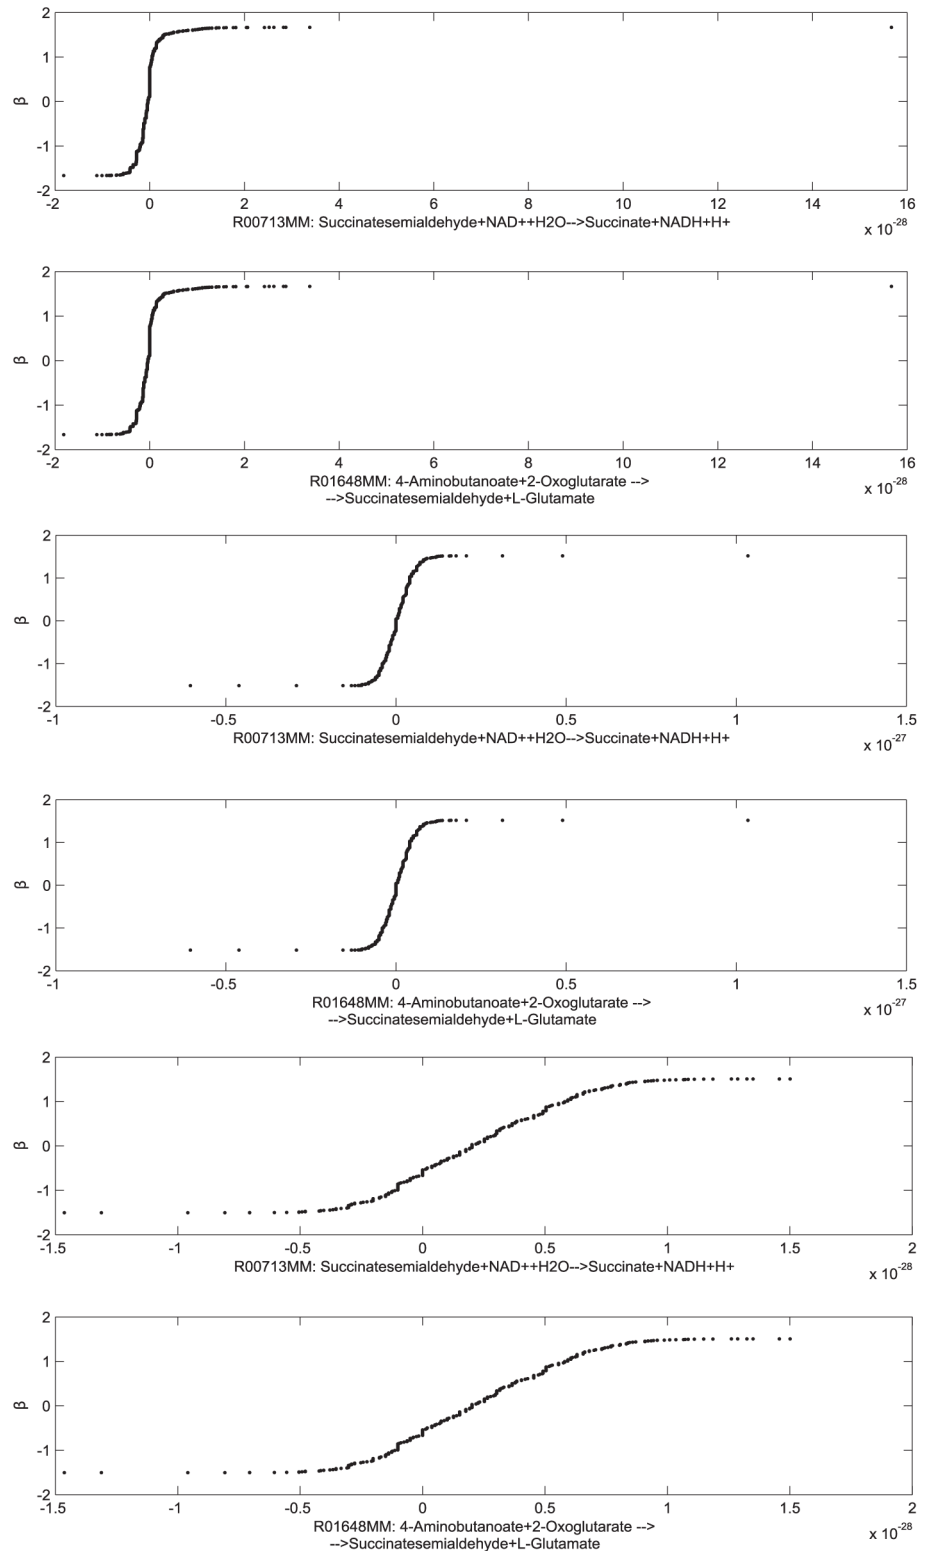 2
1
β
0
-1
-2
-2 0 2 4 6 8 10 12 14 16
R00713MM: Succinatesemialdehyde+NAD++H2O-->Succinate+NADH+H+
x 10-28
2
1
β
0
-1
-2
-2 0 2 4 6 8 10 12 14 16
R01648MM: 4-Aminobutanoate+2-Oxoglutarate -->
x 10-28
-->Succinatesemialdehyde+L-Glutamate
2
1
β
0
-1
-2
-1 -0.5 0 0.5 1 1.5
R00713MM: Succinatesemialdehyde+NAD++H2O-->Succinate+NADH+H+
x 10-27
2
1
β
0
-1
-2
-1 -0.5 0 0.5 1 1.5
R01648MM: 4-Aminobutanoate+2-Oxoglutarate -->
x 10-27
-->Succinatesemialdehyde+L-Glutamate
2
1
β
0
-1
-2
-1.5 -1 -0.5 0 0.5 1 1.5 2
R00713MM: Succinatesemialdehyde+NAD++H2O-->Succinate+NADH+H+
x 10-28
2
1
β
0
-1
-2
-1.5 -1 -0.5 0 0.5 1 1.5 2
R01648MM: 4-Aminobutanoate+2-Oxoglutarate -->
x 10-28
-->Succinatesemialdehyde+L-Glutamate